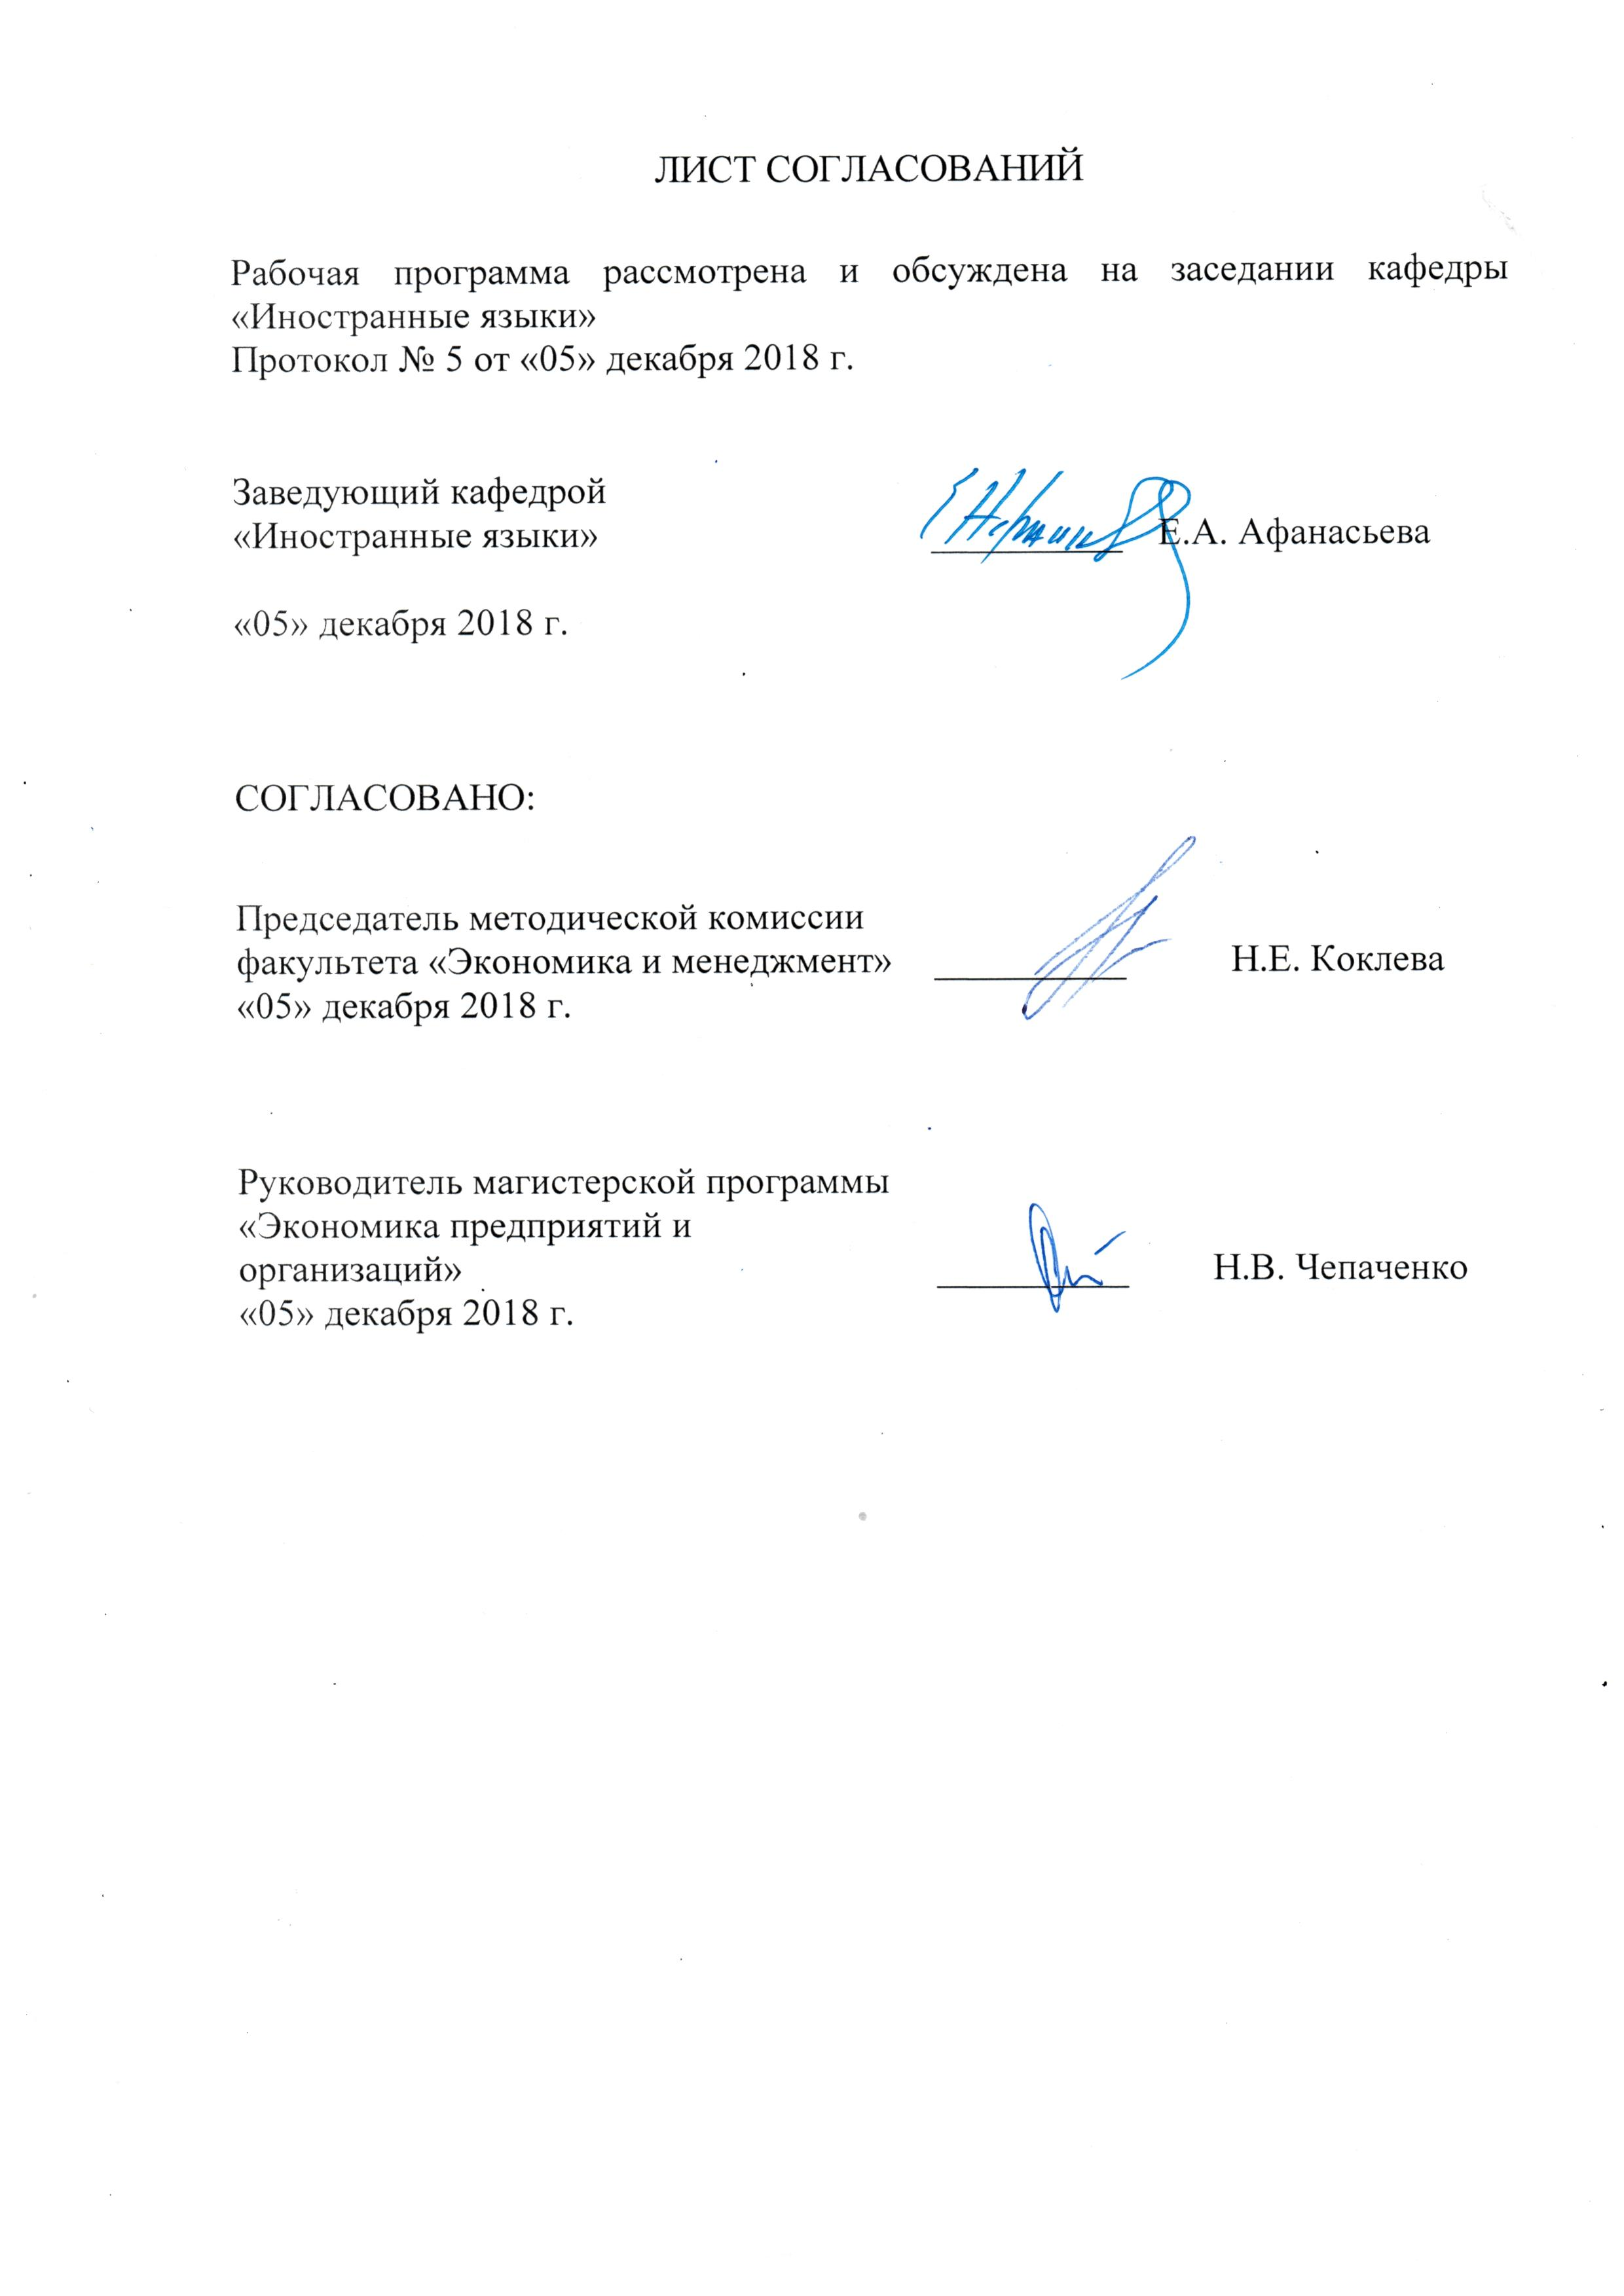 ЛИСТ СОГЛАСОВАНИЙ
Рабочая программа рассмотрена и обсуждена на заседании кафедры
«Иностранные языки»
Протокол № 5 от «05» декабря 2018 г.
Заведующий кафедрой
«Иностранные языки» Е.А. Афанасьева
«05» декабря 2018 г.
СОГЛАСОВАНО:
Председатель методической комиссии
факультета «Экономика и менеджмент» Н.Е. Коклева
«05» декабря 2018 г.
Руководитель магистерской программы
«Экономика предприятий и
организаций» Н.В. Чепаченко
«05» декабря 2018 г.